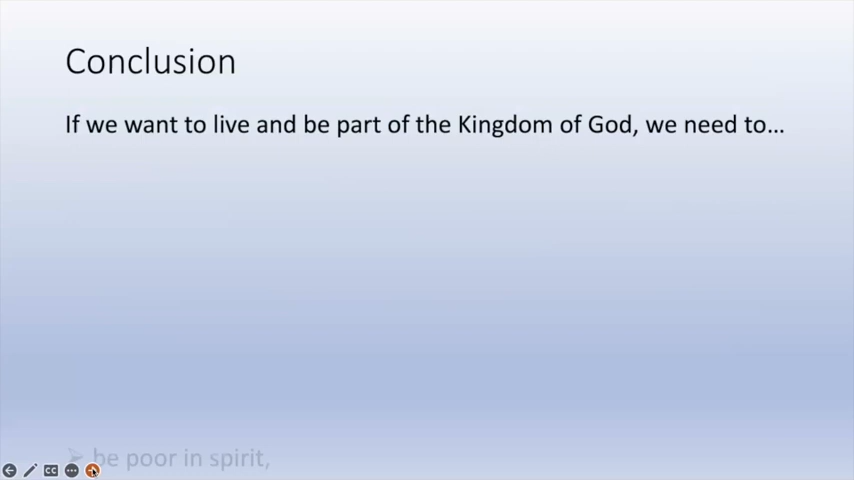 Conclusion
If we want to live and be part of the Kingdom of God, we need to...
➢ be poor in spirit,
CC